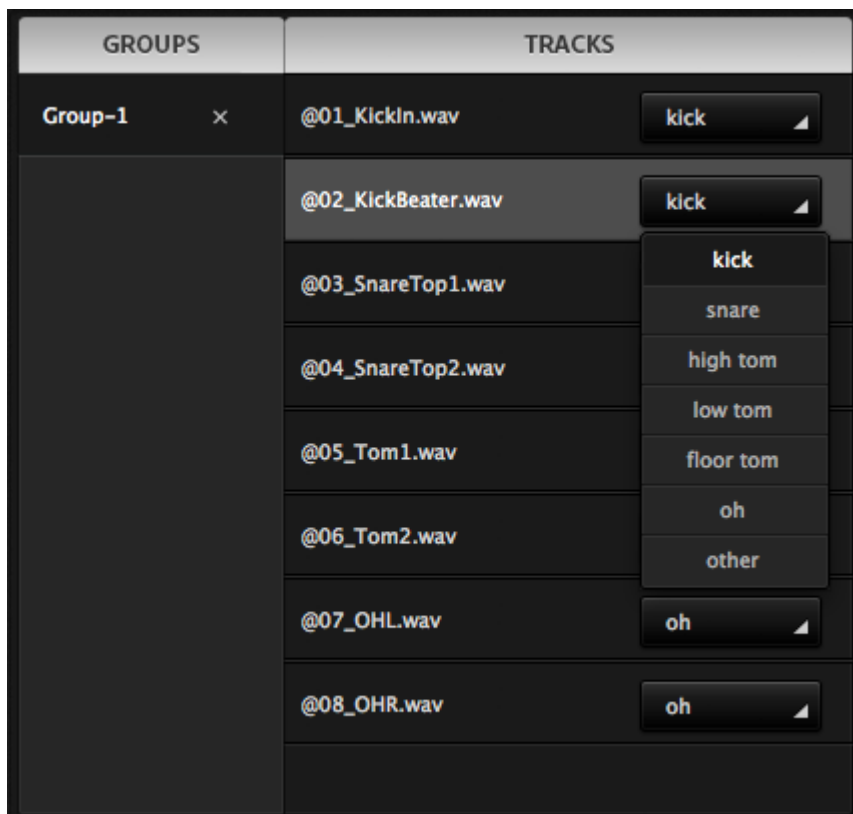 GROUPS TRACKS
Group-1 × @01_KickIn.wav kick
@02_KickBeater.wav kick
kick
@03_SnareTop1.wav
snare
@04_SnareTop2.wav high tom
low tom
@05_Tom1.wav floor tom
oh
@06_Tom2.wav
other
@07_OHL.wav oh
@08_OHR.wav oh